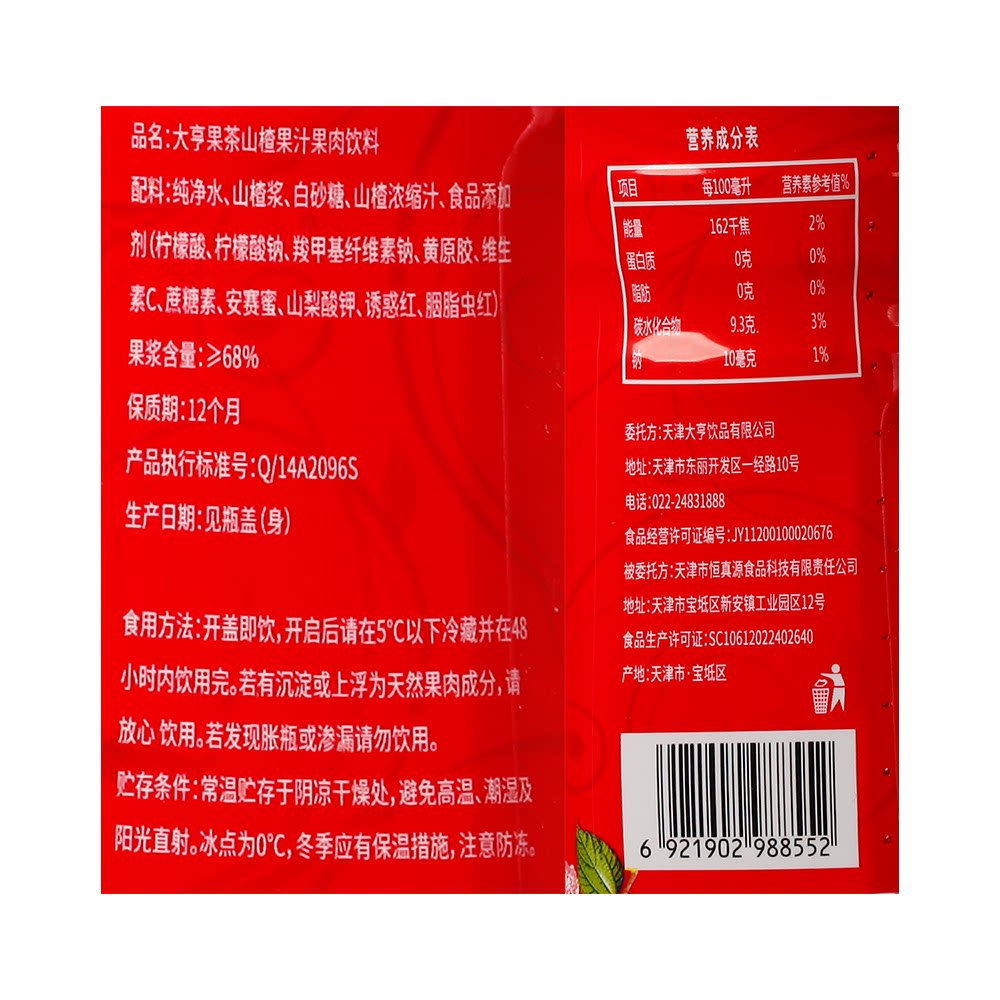 品名:大亨果茶山楂果汁果肉饮料
配料:纯净水、山楂浆、白砂糖、山楂浓缩汁、食品添加
剂(柠檬酸、柠檬酸钠、羧甲基纤维素钠、黄原胶、维生
素C、蔗糖素、安赛蜜、山梨酸钾、诱惑红、胭脂虫红)
果浆含量:≥68%
保质期:12个月
产品执行标准号:Q/14A2096S
生产日期:见瓶盖(身)
食用方法:开盖即饮,开启后请在5°C以下冷藏并在48
小时内饮用完。若有沉淀或上浮为天然果肉成分,请
放心 饮用。若发现胀瓶或渗漏请勿饮用。
贮存条件:常温贮存于阴凉干燥处,避免高温、潮湿及
阳光直射。冰点为0°C,冬季应有保温措施,注意防冻。
营养成分表
项目 每100毫升 营养素参考值%
能量 162千焦 2%
蛋白质 0克 0%
脂肪 0克 0%
碳水化合物 9.3克 3%
钠 10毫克 1%
委托方:天津大亨饮品有限公司
地址:天津市东丽开发区一经路10号
电话:022-24831888
食品经营许可证编号:JY11200100020676
被委托方:天津市恒真源食品科技有限责任公司
地址:天津市宝坻区新安镇工业园区12号
食品生产许可证:SC10612022402640
产地:天津市·宝坻区
6 921902 988552